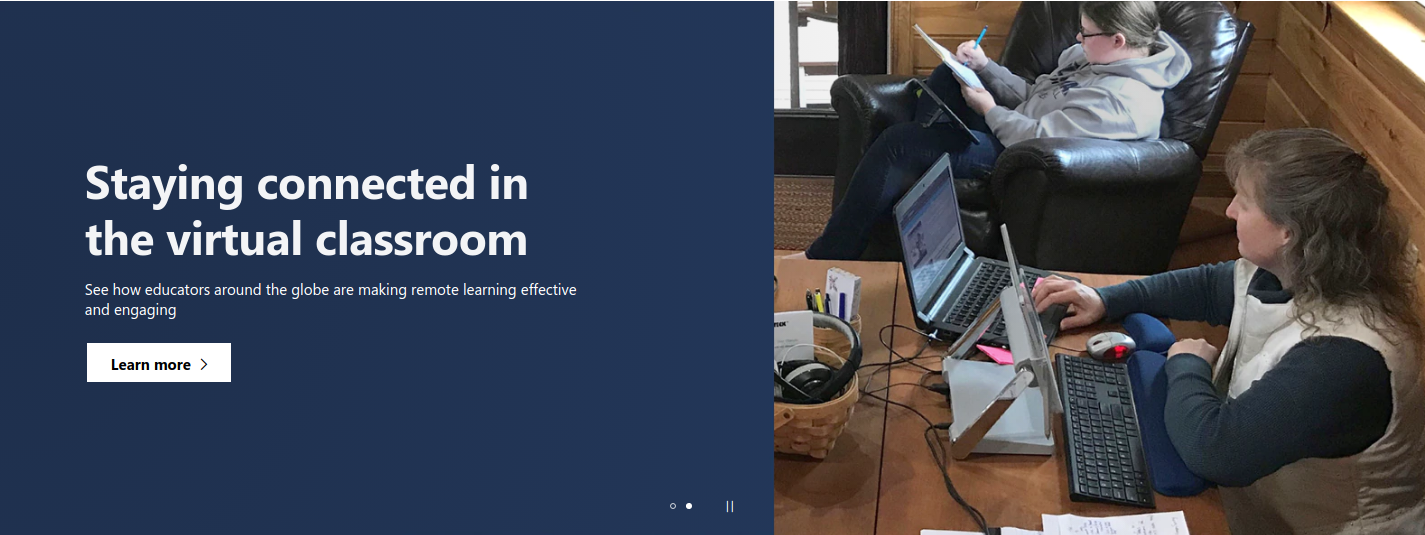 Staying connected in
the virtual classroom
See how educators around the globe are making remote learning effective
and engaging
Learn more